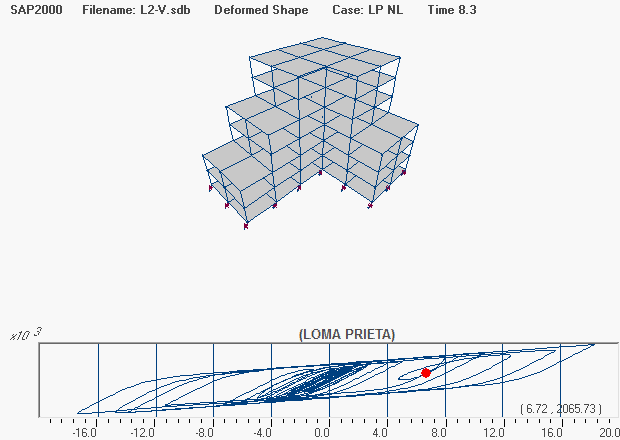 SAP2000 Filename: L2-V.sdb Deformed Shape Case: LP NL Time 8.3
x10 3
(LOMA PRIETA)
( 6.72 , 2065.73 )
-16.0 -12.0 -8.0 -4.0 0.0 4.0 8.0 12.0 16.0 20.0